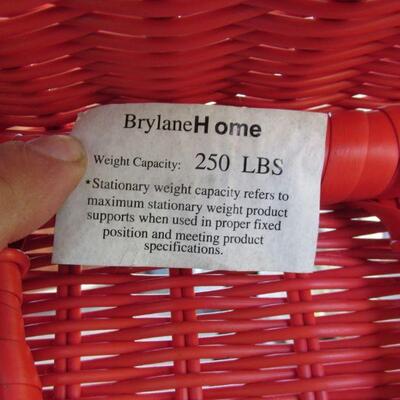 BrylaneHome
Weight Capacity: 250 LBS
*Stationary weight capacity refers to
maximum stationary weight product
supports when used in proper fixed
position and meeting product
specifications.